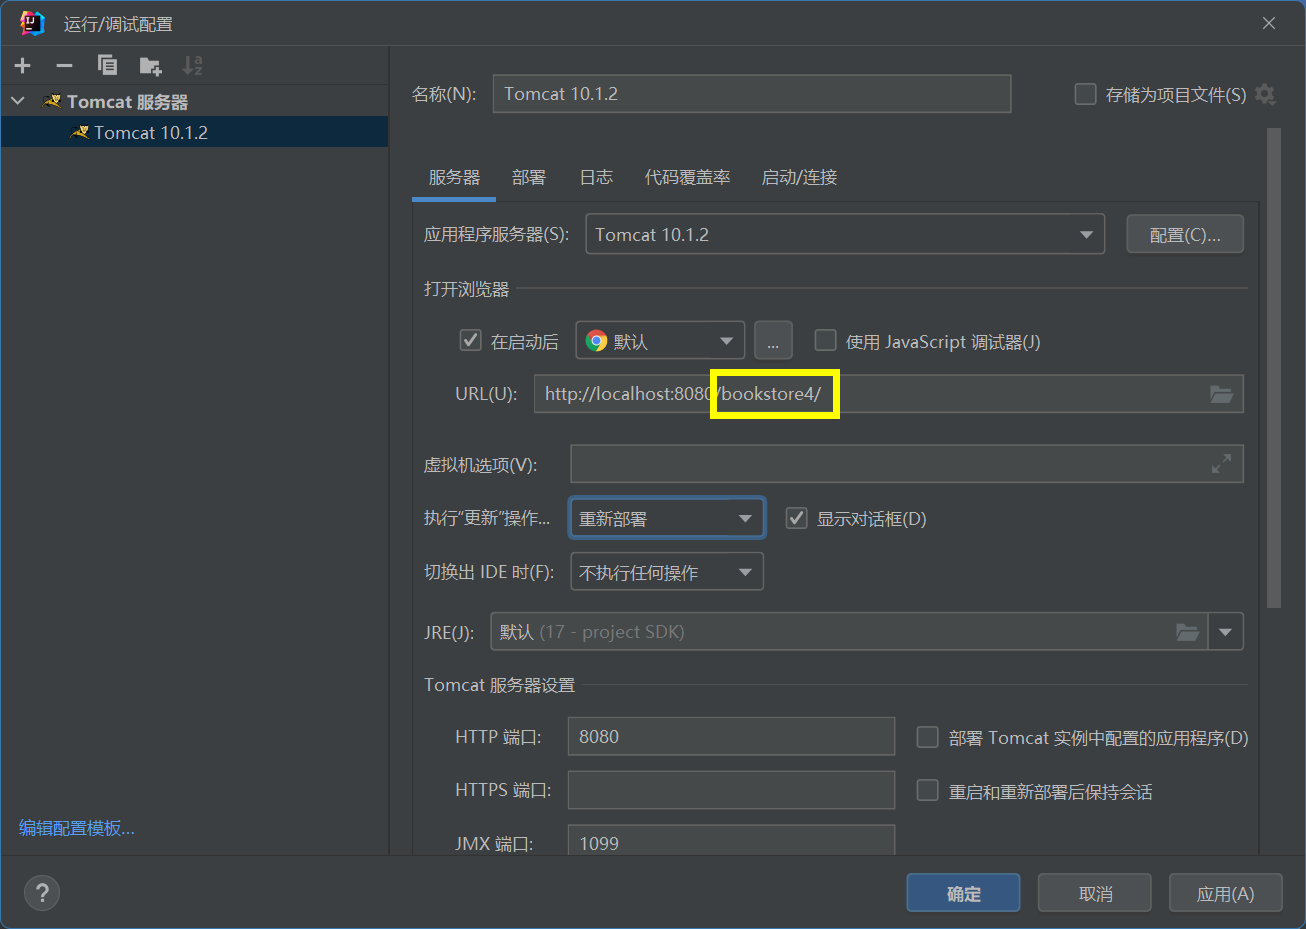 运行/调试配置
Tomcat 服务器
Tomcat 10.1.2
编辑配置模板...
名称(N): Tomcat 10.1.2 存储为项目文件(S)
服务器 部署 日志 代码覆盖率 启动/连接
应用程序服务器(S): Tomcat 10.1.2 配置(C)...
打开浏览器
在启动后 默认 ... 使用 JavaScript 调试器(J)
URL(U): http://localhost:8080/bookstore4/
虚拟机选项(V):
执行“更新”操作... 重新部署 显示对话框(D)
切换出 IDE 时(F): 不执行任何操作
JRE(J): 默认 (17 - project SDK)
Tomcat 服务器设置
HTTP 端口: 8080 部署 Tomcat 实例中配置的应用程序(D)
HTTPS 端口: 重启和重新部署后保持会话
JMX 端口: 1099
? 确定 取消 应用(A)